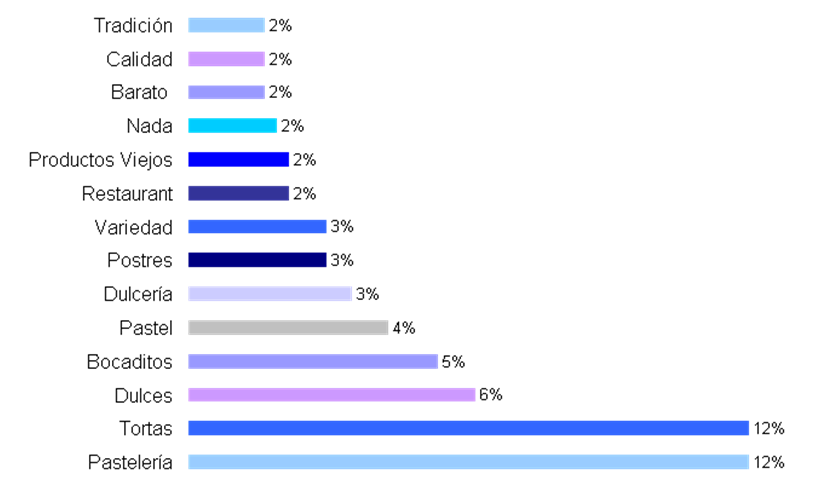 Tradición 2%
Calidad 2%
Barato 2%
Nada 2%
Productos Viejos 2%
Restaurant 2%
Variedad 3%
Postres 3%
Dulcería 3%
Pastel 4%
Bocaditos 5%
Dulces 6%
Tortas 12%
Pastelería 12%